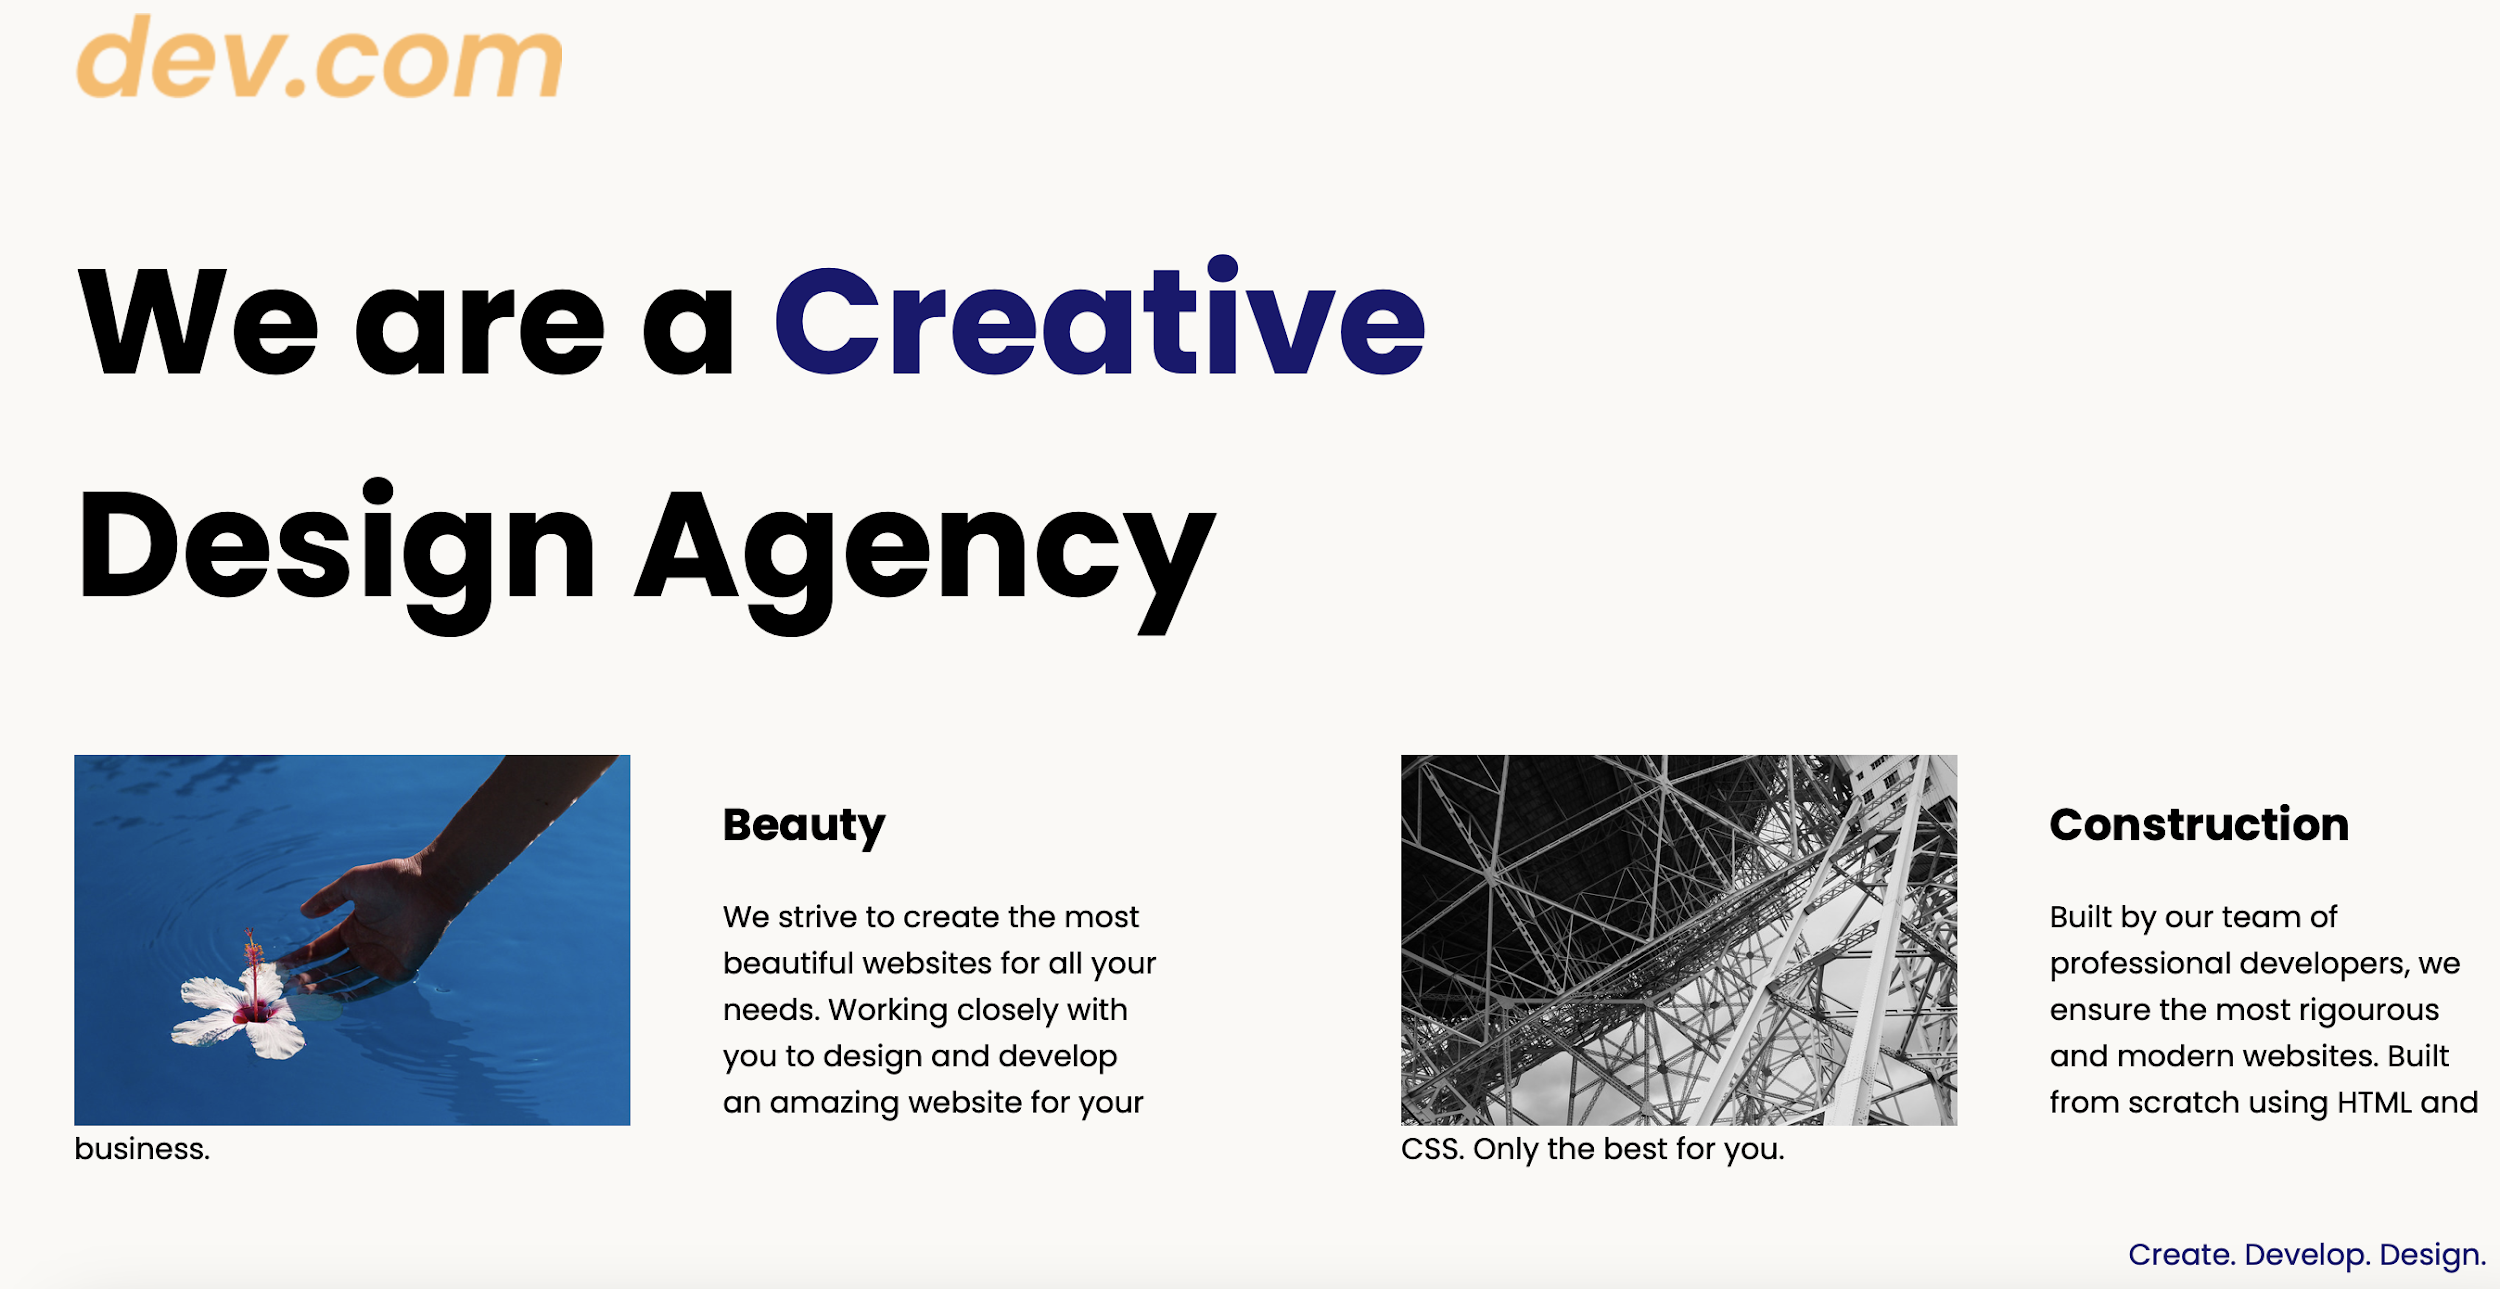 dev.com
We are a Creative
Design Agency
Beauty
We strive to create the most
beautiful websites for all your
needs. Working closely with
you to design and develop
an amazing website for your
business.
Construction
Built by our team of
professional developers, we
ensure the most rigourous
and modern websites. Built
from scratch using HTML and
CSS. Only the best for you.
Create. Develop. Design.